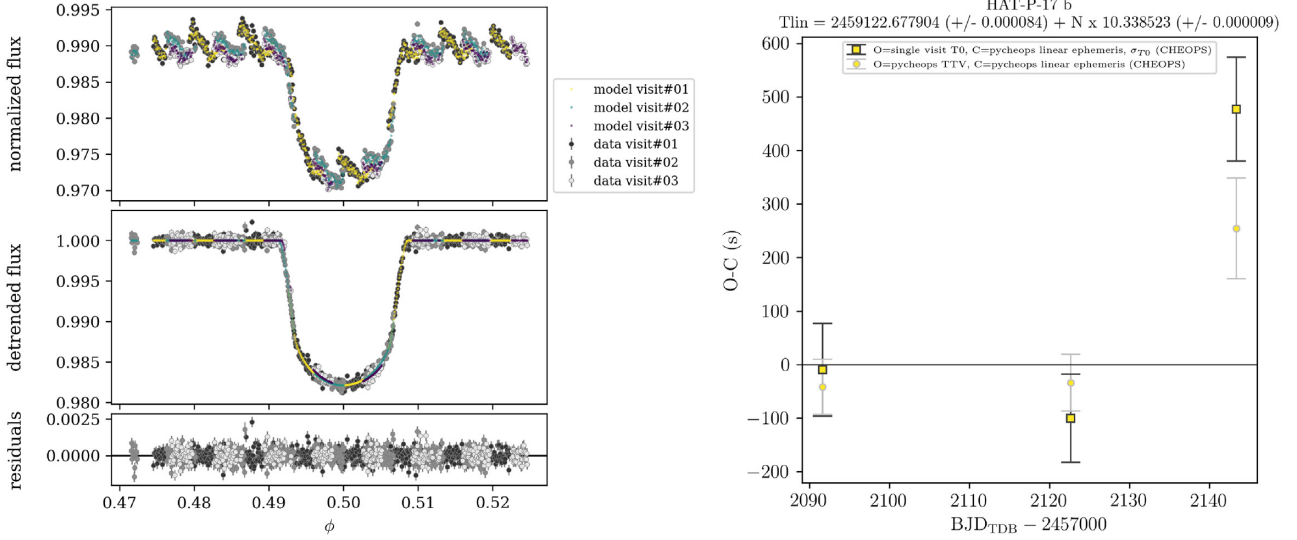 HAT-P-17 b
Tlin = 2459122.677904 (+/- 0.000084) + N x 10.338523 (+/- 0.000009)
normalized flux
0.995
0.990
0.985
0.980
0.975
0.970
model visit#01
model visit#02
model visit#03
data visit#01
data visit#02
data visit#03
detrended flux
1.000
0.995
0.990
0.985
0.980
residuals
0.0025
0.0000
0.47
0.48
0.49
0.50
0.51
0.52
ϕ
O=single visit T0, C=pycheops linear ephemeris, σT0 (CHEOPS)
O=pycheops TTV, C=pycheops linear ephemeris (CHEOPS)
O-C (s)
600
500
400
300
200
100
0
−100
−200
2090
2100
2110
2120
2130
2140
BJDTDB − 2457000